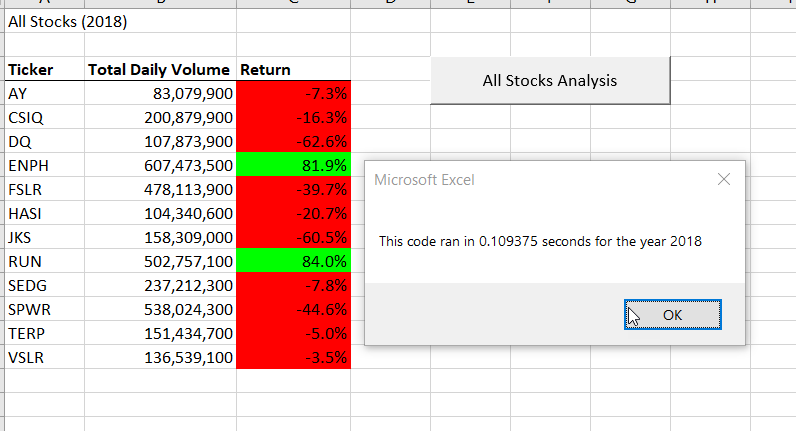 All Stocks (2018)
Ticker Total Daily Volume Return
All Stocks Analysis
AY 83,079,900 -7.3%
CSIQ 200,879,900 -16.3%
DQ 107,873,900 -62.6%
ENPH 607,473,500 81.9%
FSLR 478,113,900 -39.7%
HASI 104,340,600 -20.7%
JKS 158,309,000 -60.5%
RUN 502,757,100 84.0%
SEDG 237,212,300 -7.8%
SPWR 538,024,300 -44.6%
TERP 151,434,700 -5.0%
VSLR 136,539,100 -3.5%
Microsoft Excel
This code ran in 0.109375 seconds for the year 2018
OK